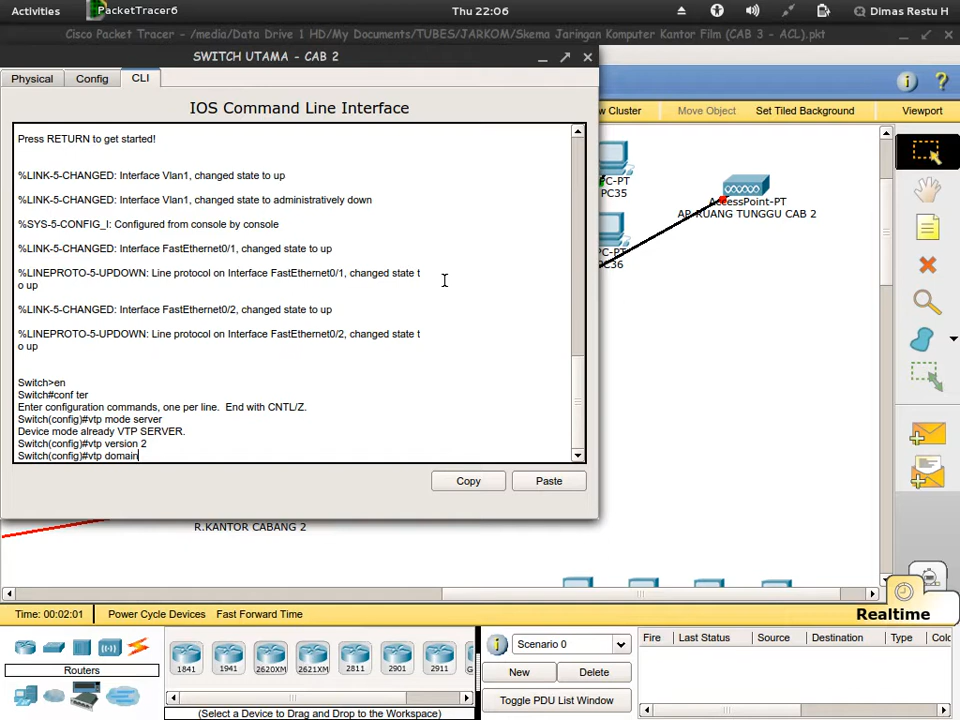 Activities
PacketTracer6
Thu 22:06
Dimas Restu H
Cisco Packet Tracer - /media/Data Drive 1 HD/My Documents/TUBES/JARKOM/Skema Jaringan Komputer Kantor Film (CAB 3 - ACL).pkt
SWITCH UTAMA - CAB 2
Physical
Config
CLI
IOS Command Line Interface
Press RETURN to get started!
%LINK-5-CHANGED: Interface Vlan1, changed state to up
%LINK-5-CHANGED: Interface Vlan1, changed state to administratively down
%SYS-5-CONFIG_I: Configured from console by console
%LINK-5-CHANGED: Interface FastEthernet0/1, changed state to up
%LINEPROTO-5-UPDOWN: Line protocol on Interface FastEthernet0/1, changed state t
o up
%LINK-5-CHANGED: Interface FastEthernet0/2, changed state to up
%LINEPROTO-5-UPDOWN: Line protocol on Interface FastEthernet0/2, changed state t
o up
Switch>en
Switch#conf ter
Enter configuration commands, one per line.  End with CNTL/Z.
Switch(config)#vtp mode server
Device mode already VTP SERVER.
Switch(config)#vtp version 2
Switch(config)#vtp domain
Copy
Paste
w Cluster
Move Object
Set Tiled Background
Viewport
C-PT
PC35
AccessPoint-PT
AP-RUANG TUNGGU CAB 2
PC-PT
PC36
R.KANTOR CABANG 2
Time: 00:02:01
Power Cycle Devices
Fast Forward Time
Realtime
Routers
1841
1941
2620XM
2621XM
2811
2901
2911
G
(Select a Device to Drag and Drop to the Workspace)
Scenario 0
New
Delete
Toggle PDU List Window
Fire
Last Status
Source
Destination
Type
Colo